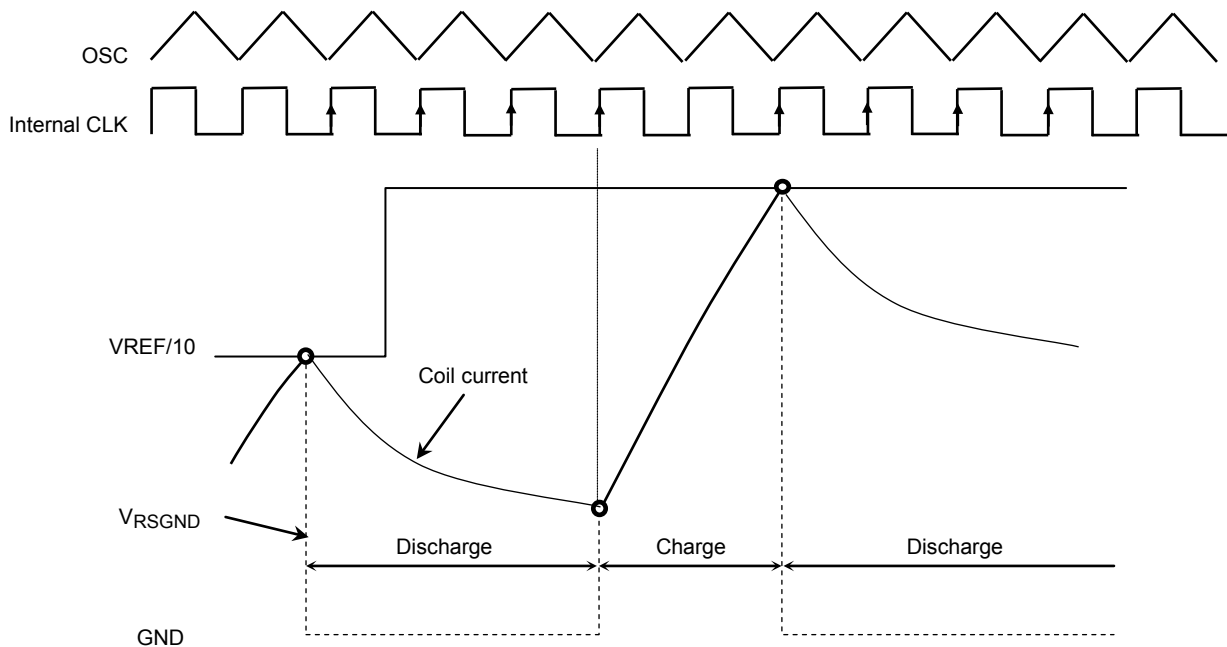 OSC
Internal CLK
VREF/10
Coil current
VRSGND
Discharge Charge Discharge
GND